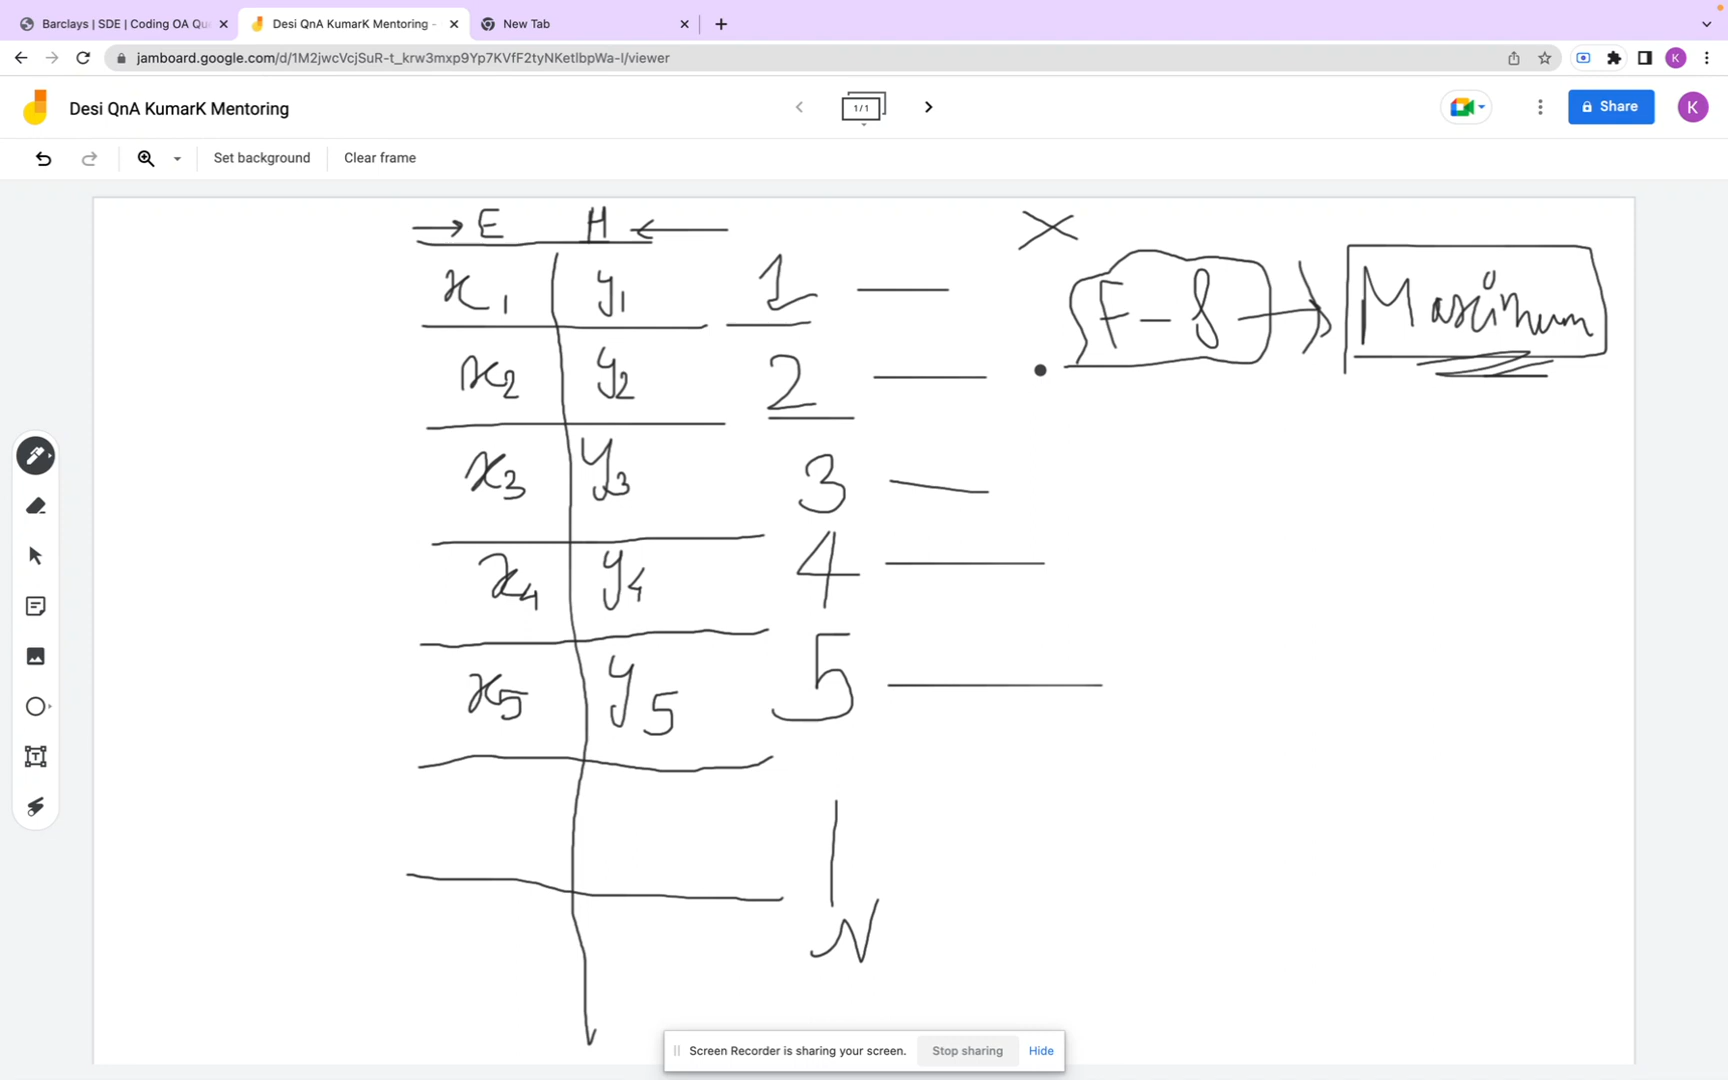 Barclays | SDE | Coding OA Qu
Desi QnA KumarK Mentoring -
New Tab
jamboard.google.com/d/1M2jwcVcjSuR-t_krw3mxp9Yp7KVfF2tyNKetlbpWa-I/viewer
K
Desi QnA KumarK Mentoring
1/1
Share
K
Set background
Clear frame
E H
x1 y1 1
F - 8 Maximum
x2 y2 2
x3 y3 3
x4 y4 4
x5 y5 5
N
Screen Recorder is sharing your screen.
Stop sharing
Hide